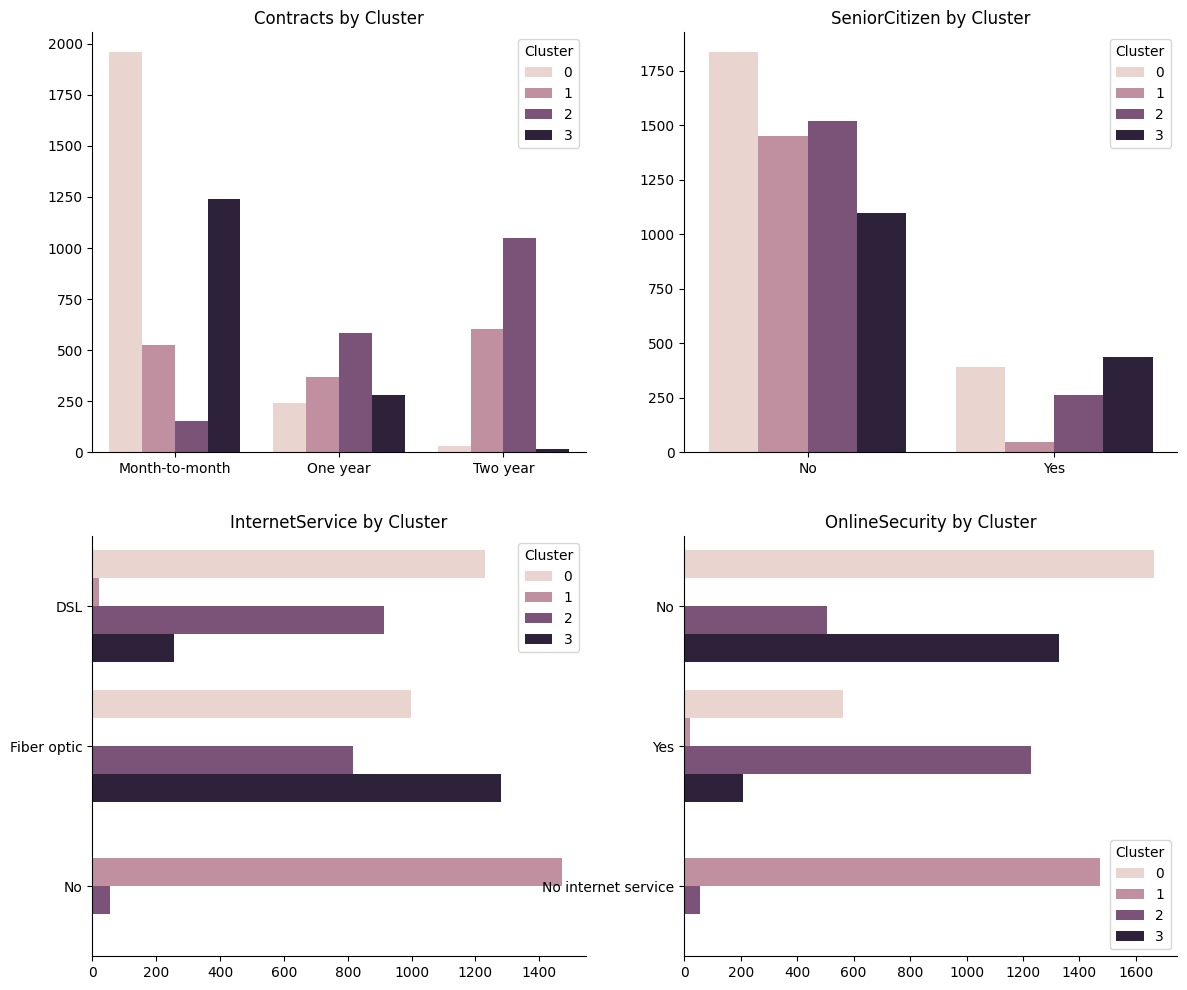 Contracts by Cluster
2000
1750
1500
1250
1000
750
500
250
0
Month-to-month
One year
Two year
Cluster
0
1
2
3
SeniorCitizen by Cluster
1750
1500
1250
1000
750
500
250
0
No
Yes
Cluster
0
1
2
3
InternetService by Cluster
DSL
Fiber optic
No
0
200
400
600
800
1000
1200
1400
Cluster
0
1
2
3
OnlineSecurity by Cluster
No
Yes
No internet service
0
200
400
600
800
1000
1200
1400
1600
Cluster
0
1
2
3